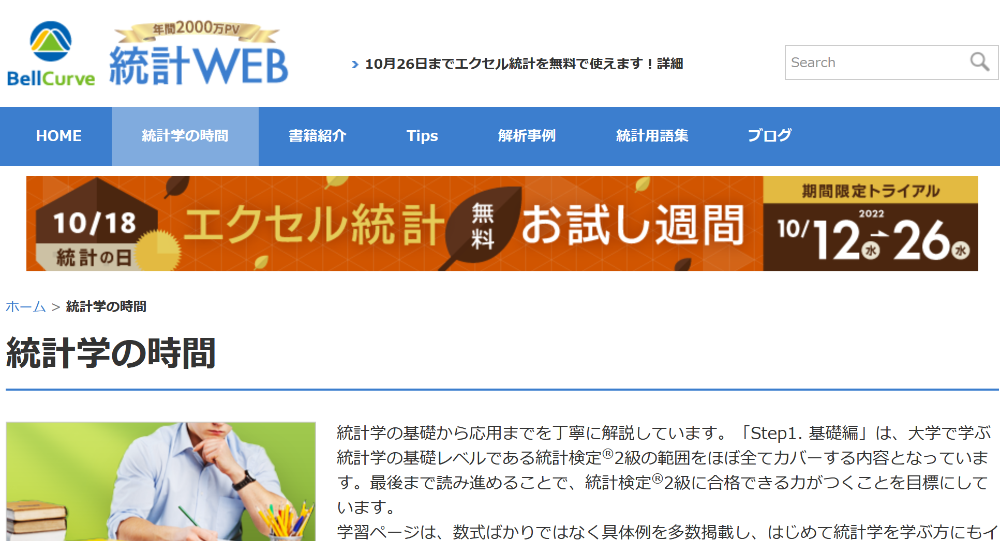 年間2000万PV
BellCurve
統計WEB
10月26日までエクセル統計を無料で使えます！詳細
Search
HOME
統計学の時間
書籍紹介
Tips
解析事例
統計用語集
ブログ
10/18
統計の日
エクセル統計
無料
お試し週間
期間限定トライアル
2022
10/12水→26水
ホーム > 統計学の時間
統計学の時間
統計学の基礎から応用までを丁寧に解説しています。「Step1. 基礎編」は、大学で学ぶ
統計学の基礎レベルである統計検定®2級の範囲をほぼ全てカバーする内容となっていま
す。最後まで読み進めることで、統計検定®2級に合格できる力がつくことを目標にして
います。
学習ページは、数式ばかりではなく具体例を多数掲載し、はじめて統計学を学ぶ方にもイ